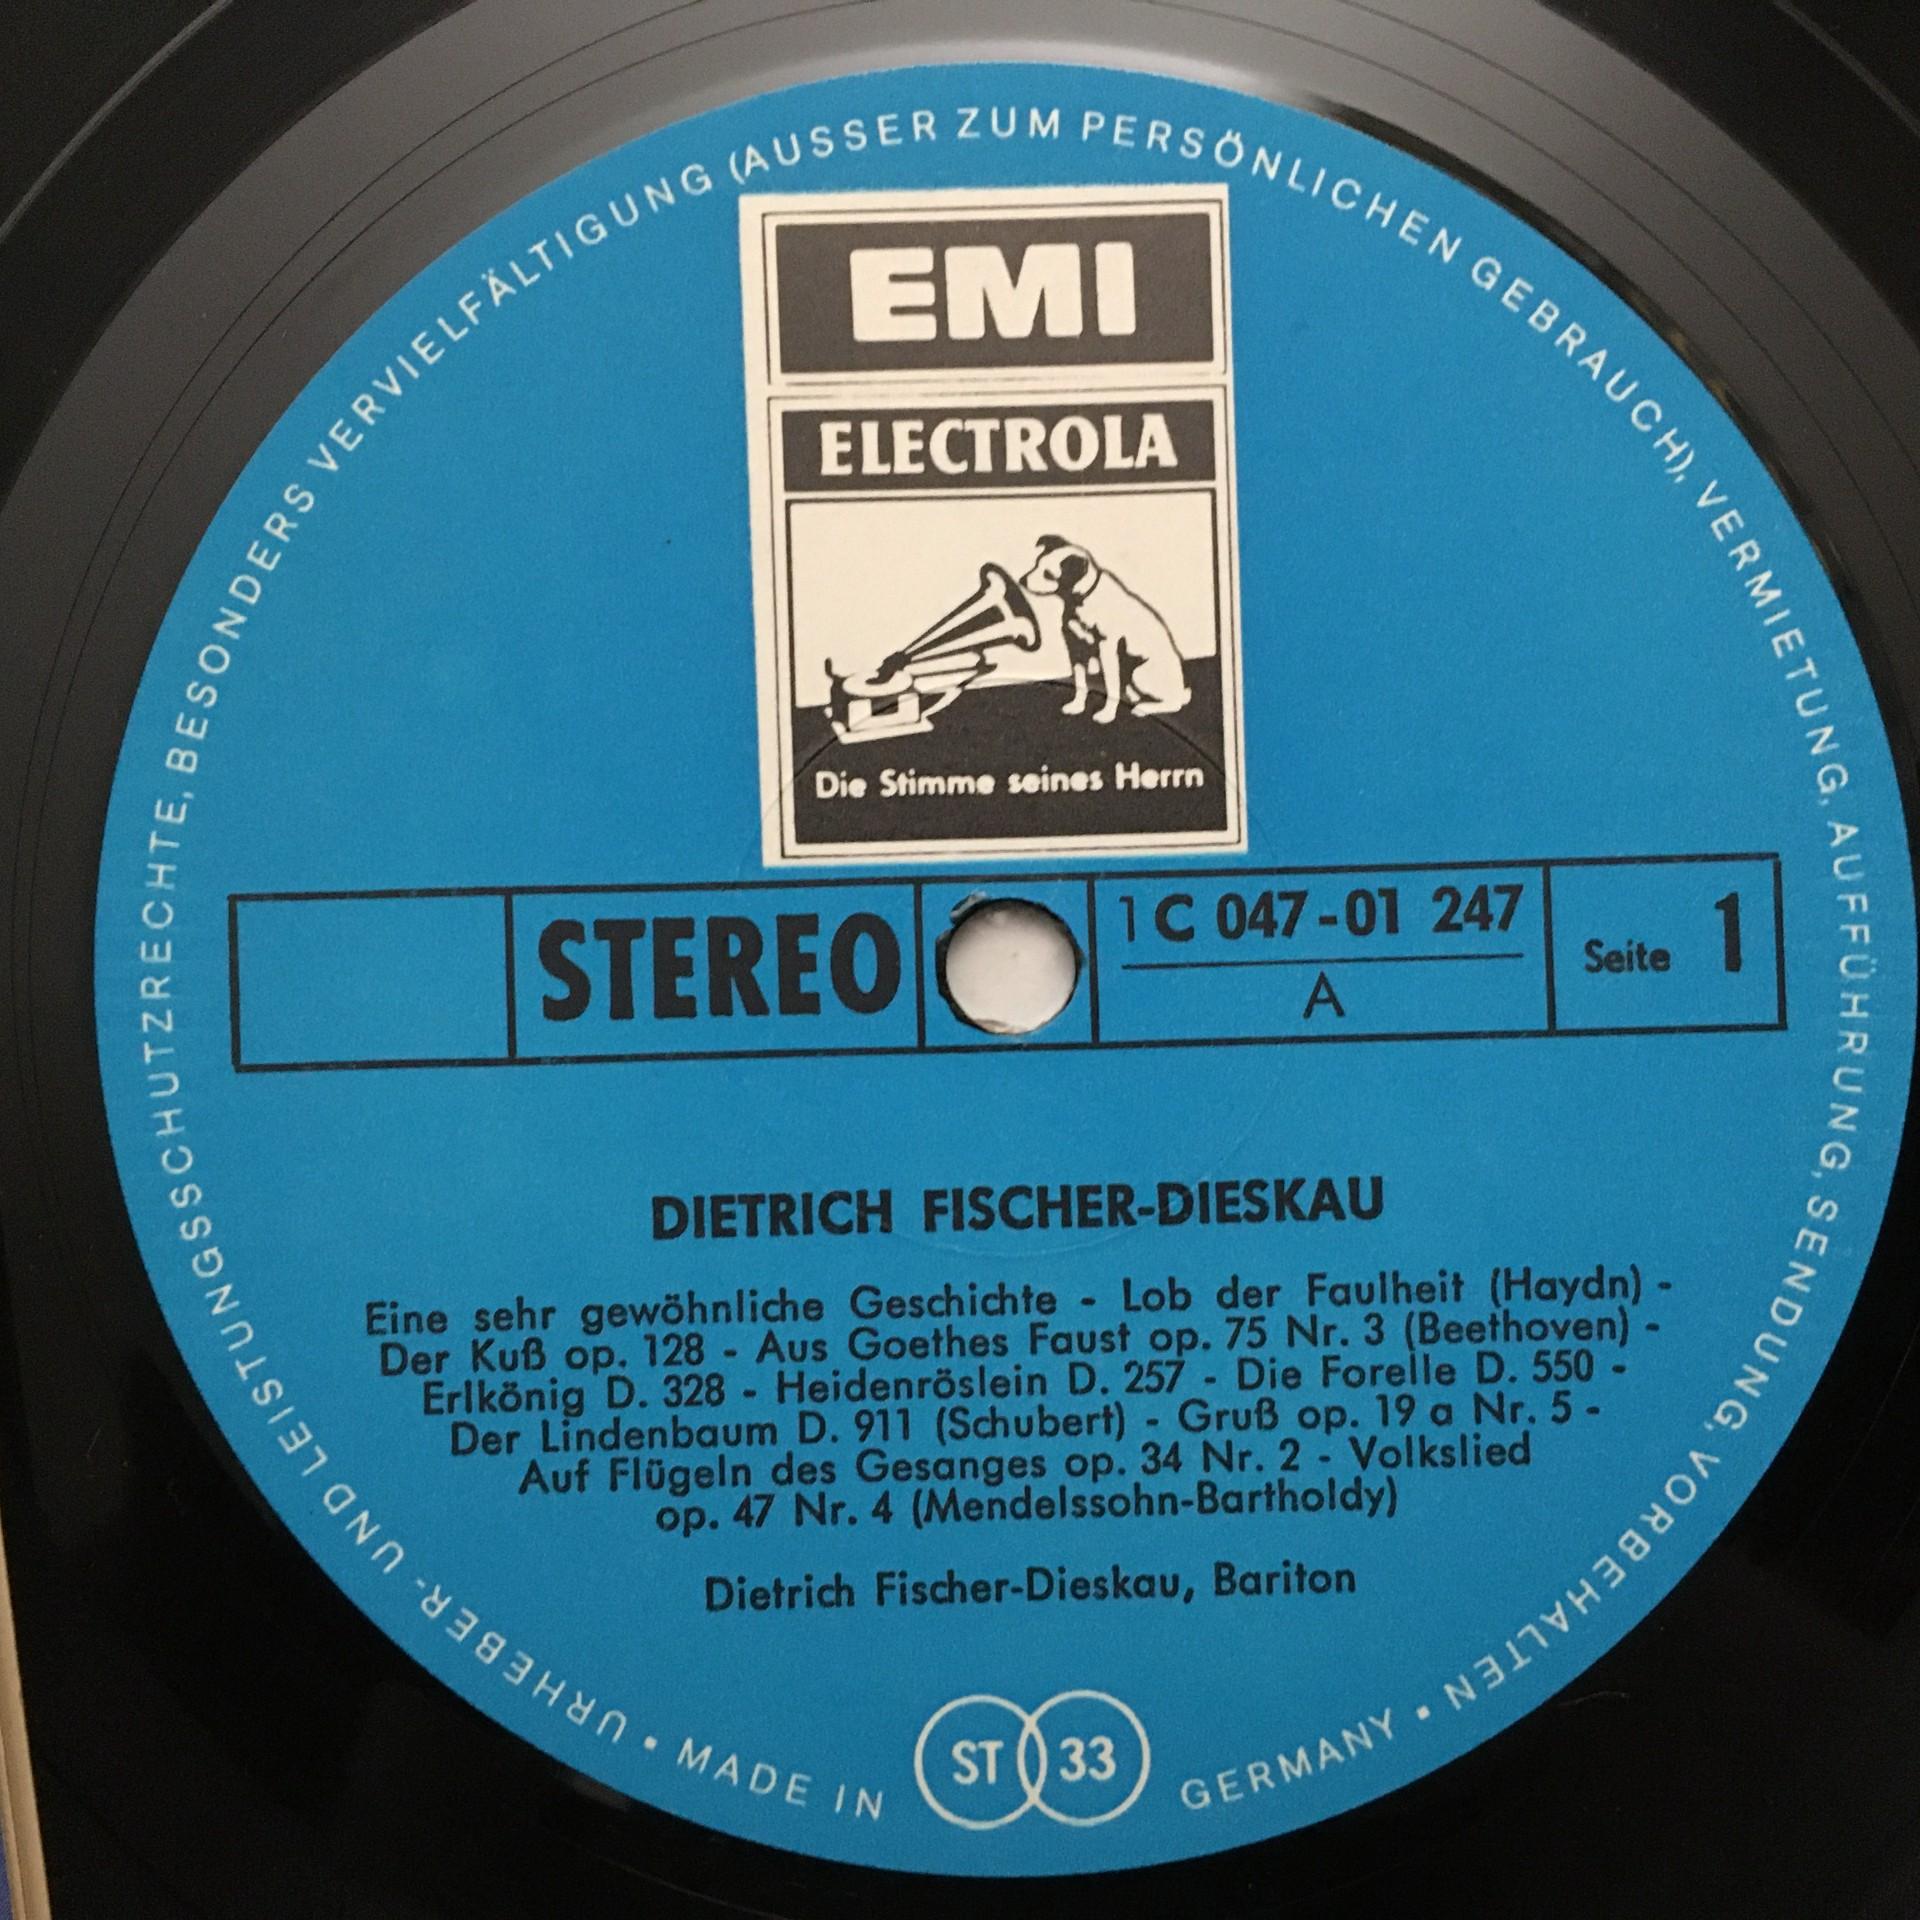 URHEBER- UND LEISTUNGSSCHUTZRECHTE, BESONDERS VERVIELFÄLTIGUNG (AUSSER ZUM PERSÖNLICHEN GEBRAUCH), VERMIETUNG, AUFFÜHRUNG, SENDUNG, VORBEHALTEN •
EMI
ELECTROLA
Die Stimme seines Herrn
STEREO
1 C 047-01 247
A
Seite 1
DIETRICH FISCHER-DIESKAU
Eine sehr gewöhnliche Geschichte - Lob der Faulheit (Haydn) -
Der Kuß op. 128 - Aus Goethes Faust op. 75 Nr. 3 (Beethoven) -
Erlkönig D. 328 - Heidenröslein D. 257 - Die Forelle D. 550 -
Der Lindenbaum D. 911 (Schubert) - Gruß op. 19 a Nr. 5 -
Auf Flügeln des Gesanges op. 34 Nr. 2 - Volkslied
op. 47 Nr. 4 (Mendelssohn-Bartholdy)
Dietrich Fischer-Dieskau, Bariton
• MADE IN GERMANY
ST 33